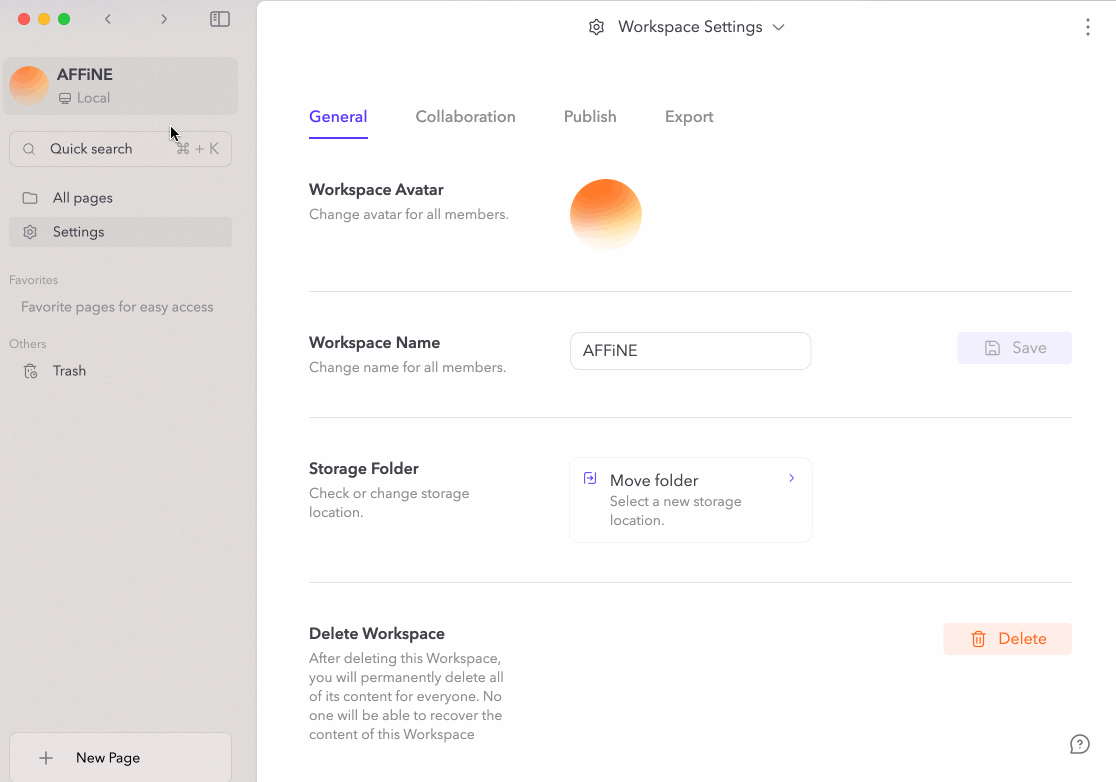 AFFiNE
Local
Quick search ⌘ + K
All pages
Settings
Favorites
Favorite pages for easy access
Others
Trash
New Page
Workspace Settings
General Collaboration Publish Export
Workspace Avatar
Change avatar for all members.
Workspace Name
Change name for all members.
AFFiNE
Save
Storage Folder
Check or change storage
location.
Move folder
Select a new storage
location.
Delete Workspace
After deleting this Workspace,
you will permanently delete all
of its content for everyone. No
one will be able to recover the
content of this Workspace
Delete